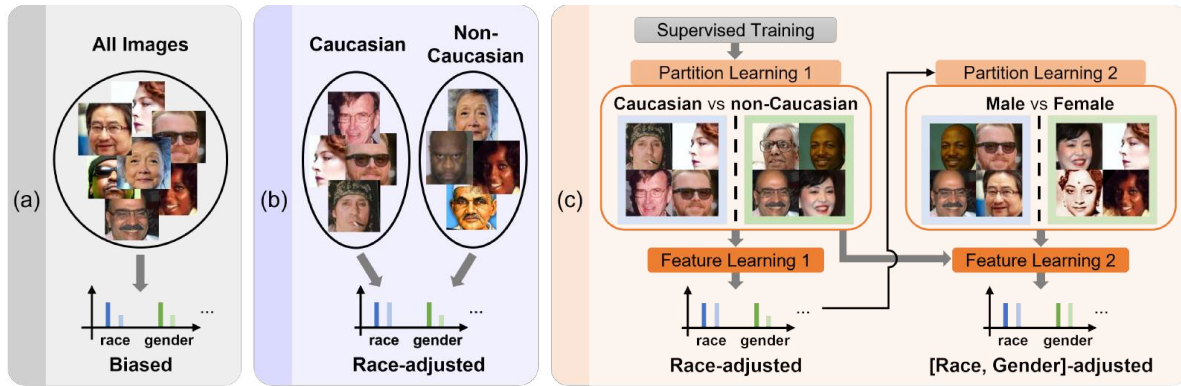 (a)
All Images
race
gender
...
Biased
(b)
Caucasian
Non-
Caucasian
race
gender
...
Race-adjusted
(c)
Supervised Training
Partition Learning 1
Caucasian vs non-Caucasian
Feature Learning 1
race
gender
...
Race-adjusted
Partition Learning 2
Male vs Female
Feature Learning 2
race
gender
...
[Race, Gender]-adjusted